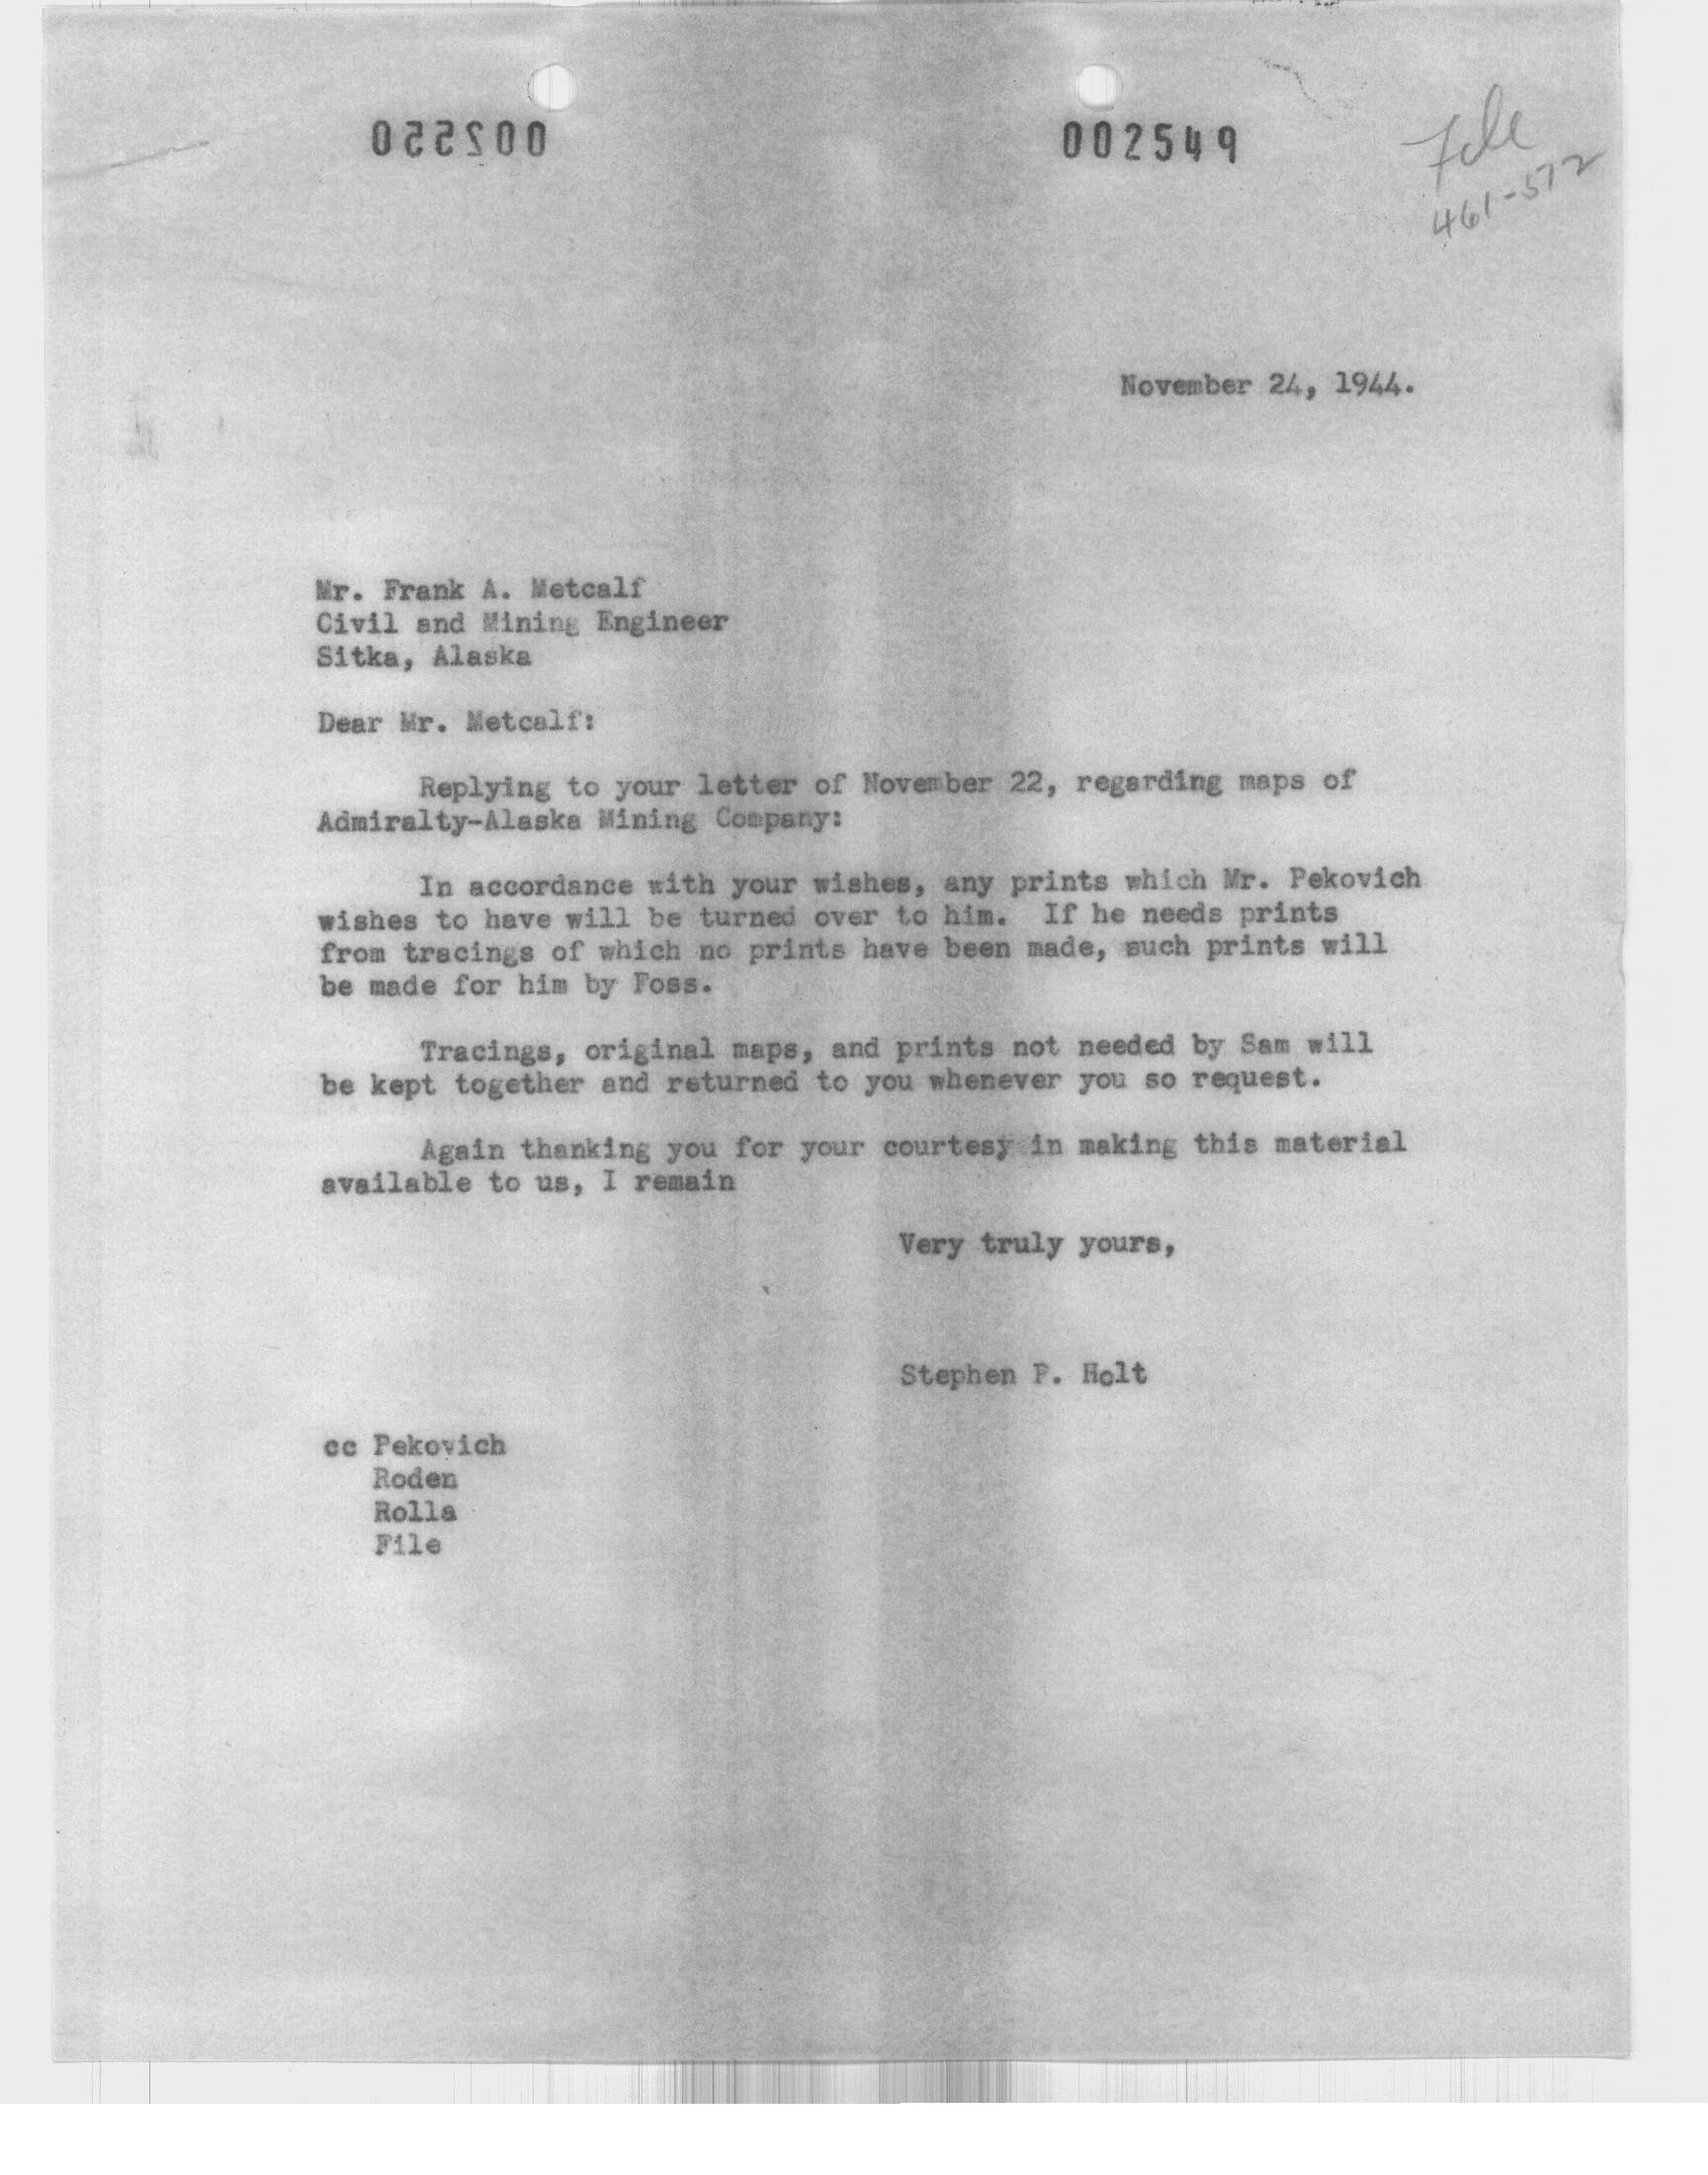 002550
002549
File
461-572
November 24, 1944.
Mr. Frank A. Metcalf
Civil and Mining Engineer
Sitka, Alaska
Dear Mr. Metcalf:
Replying to your letter of November 22, regarding maps of
Admiralty-Alaska Mining Company:
In accordance with your wishes, any prints which Mr. Pekovich
wishes to have will be turned over to him. If he needs prints
from tracings of which no prints have been made, such prints will
be made for him by Foss.
Tracings, original maps, and prints not needed by Sam will
be kept together and returned to you whenever you so request.
Again thanking you for your courtesy in making this material
available to us, I remain
Very truly yours,
Stephen P. Holt
cc Pekovich
Roden
Rolla
File